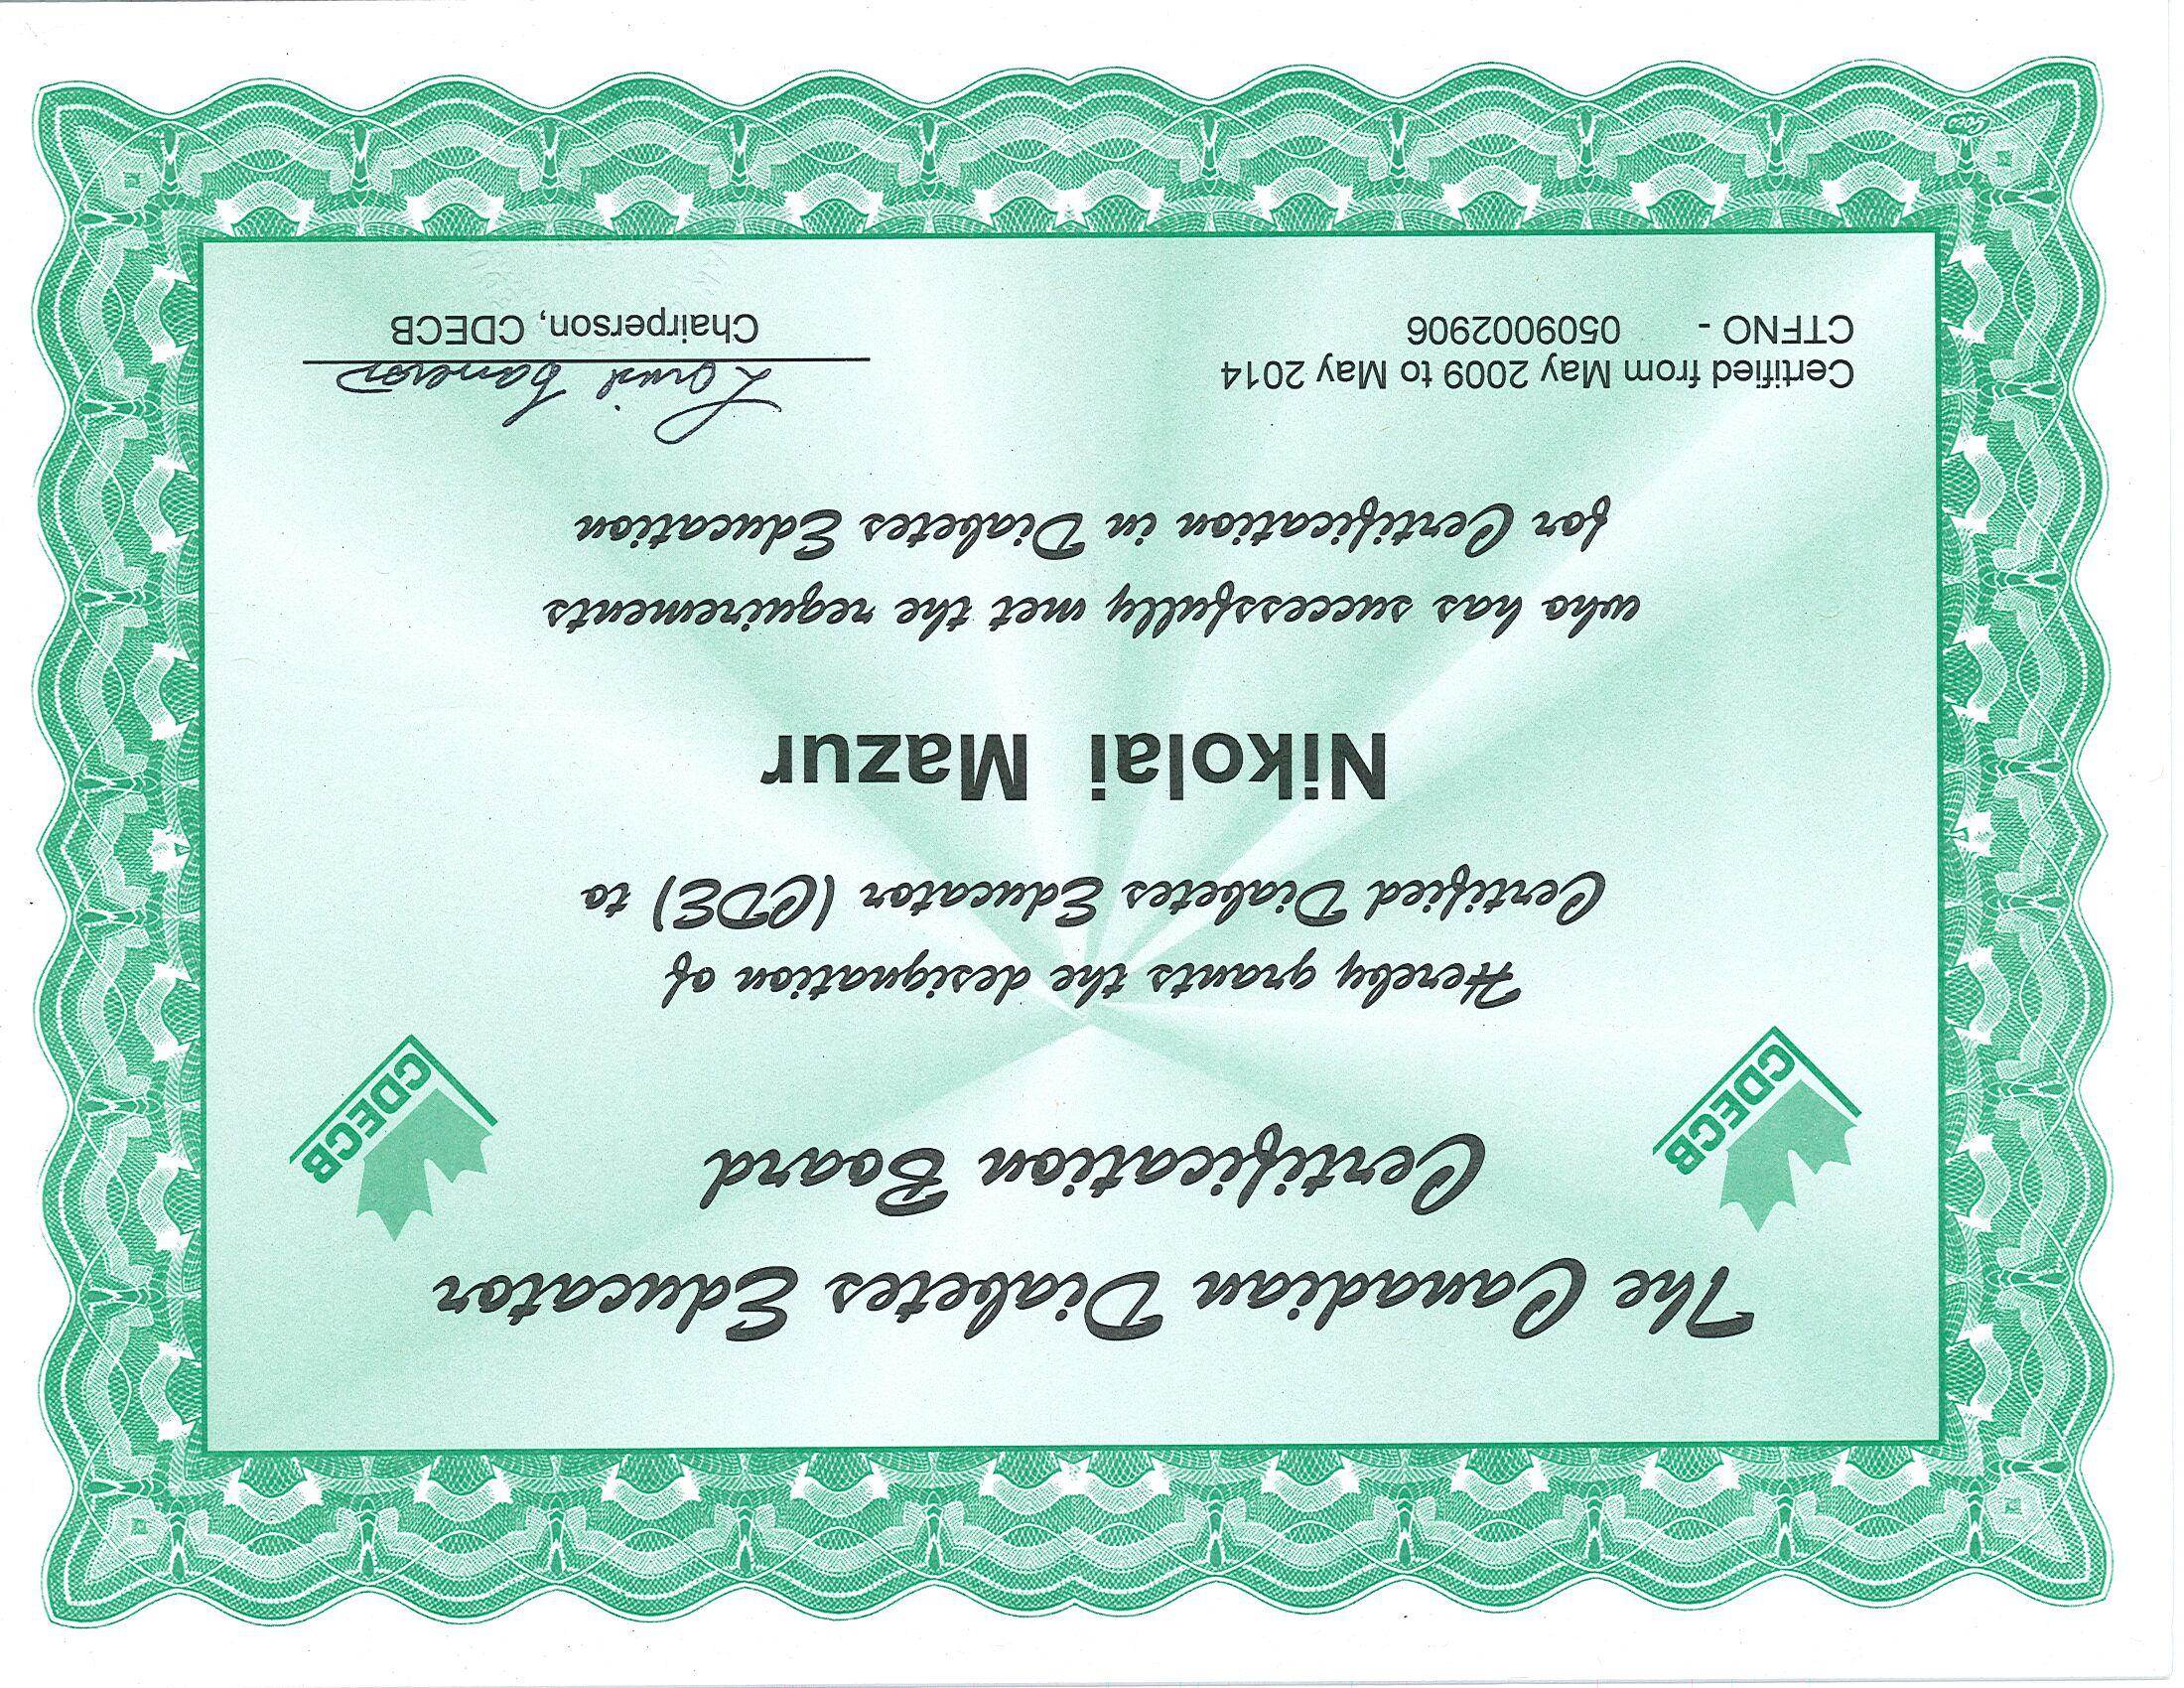 The Canadian Diabetes Educator
Certification Board
CDECB
CDECB
Hereby grants the designation of
Certified Diabetes Educator (CDE) to
Nikolai Mazur
who has successfully met the requirements
for Certification in Diabetes Education
Certified from May 2009 to May 2014
CTFNO - 0509002906
Louise Cameron
Chairperson, CDECB
Goes